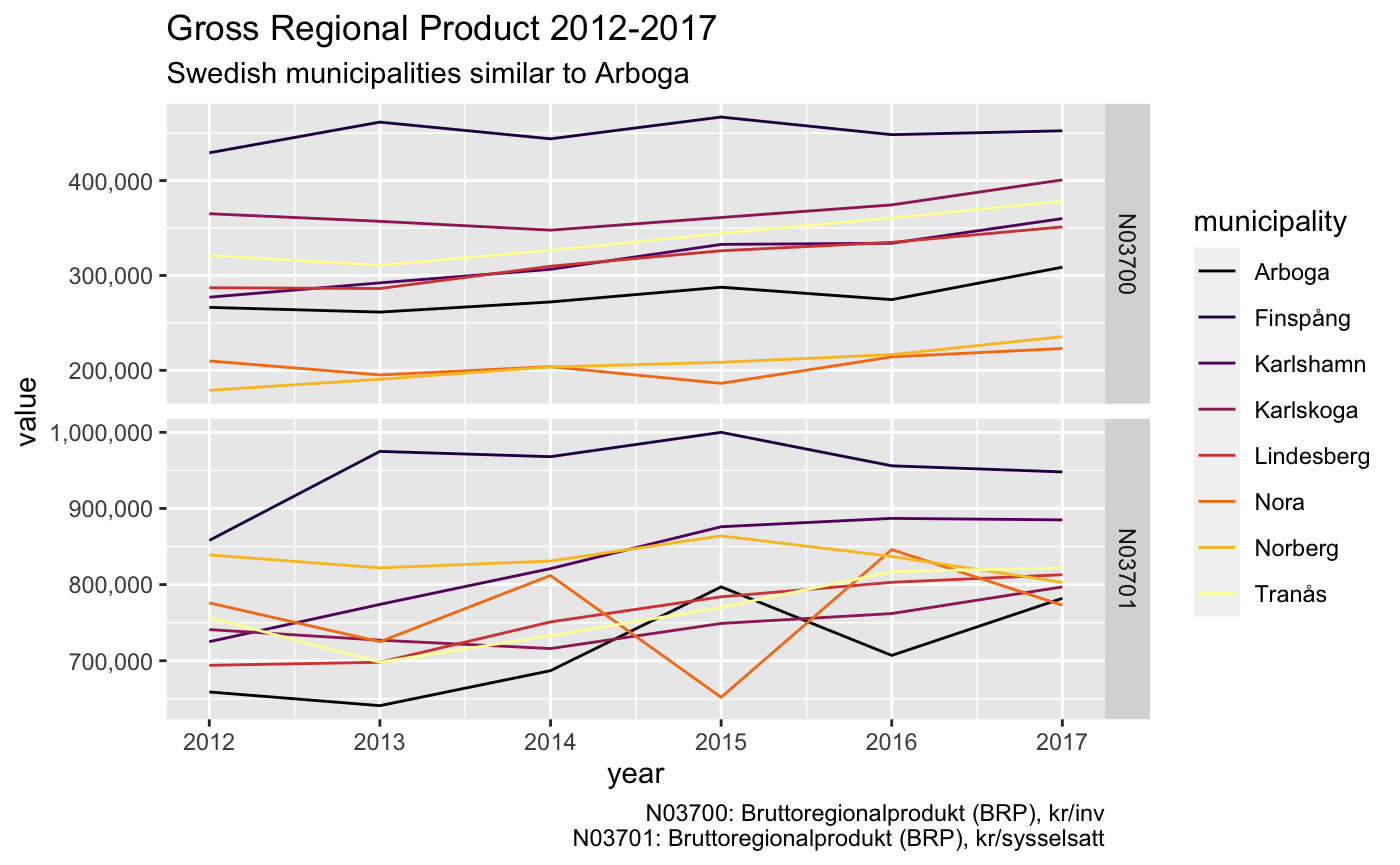 Gross Regional Product 2012-2017
Swedish municipalities similar to Arboga
400,000
300,000
200,000
N03700
1,000,000
900,000
800,000
700,000
N03701
value
2012 2013 2014 2015 2016 2017
year
municipality
Arboga
Finspång
Karlshamn
Karlskoga
Lindesberg
Nora
Norberg
Tranås
N03700: Bruttoregionalprodukt (BRP), kr/inv
N03701: Bruttoregionalprodukt (BRP), kr/sysselsatt